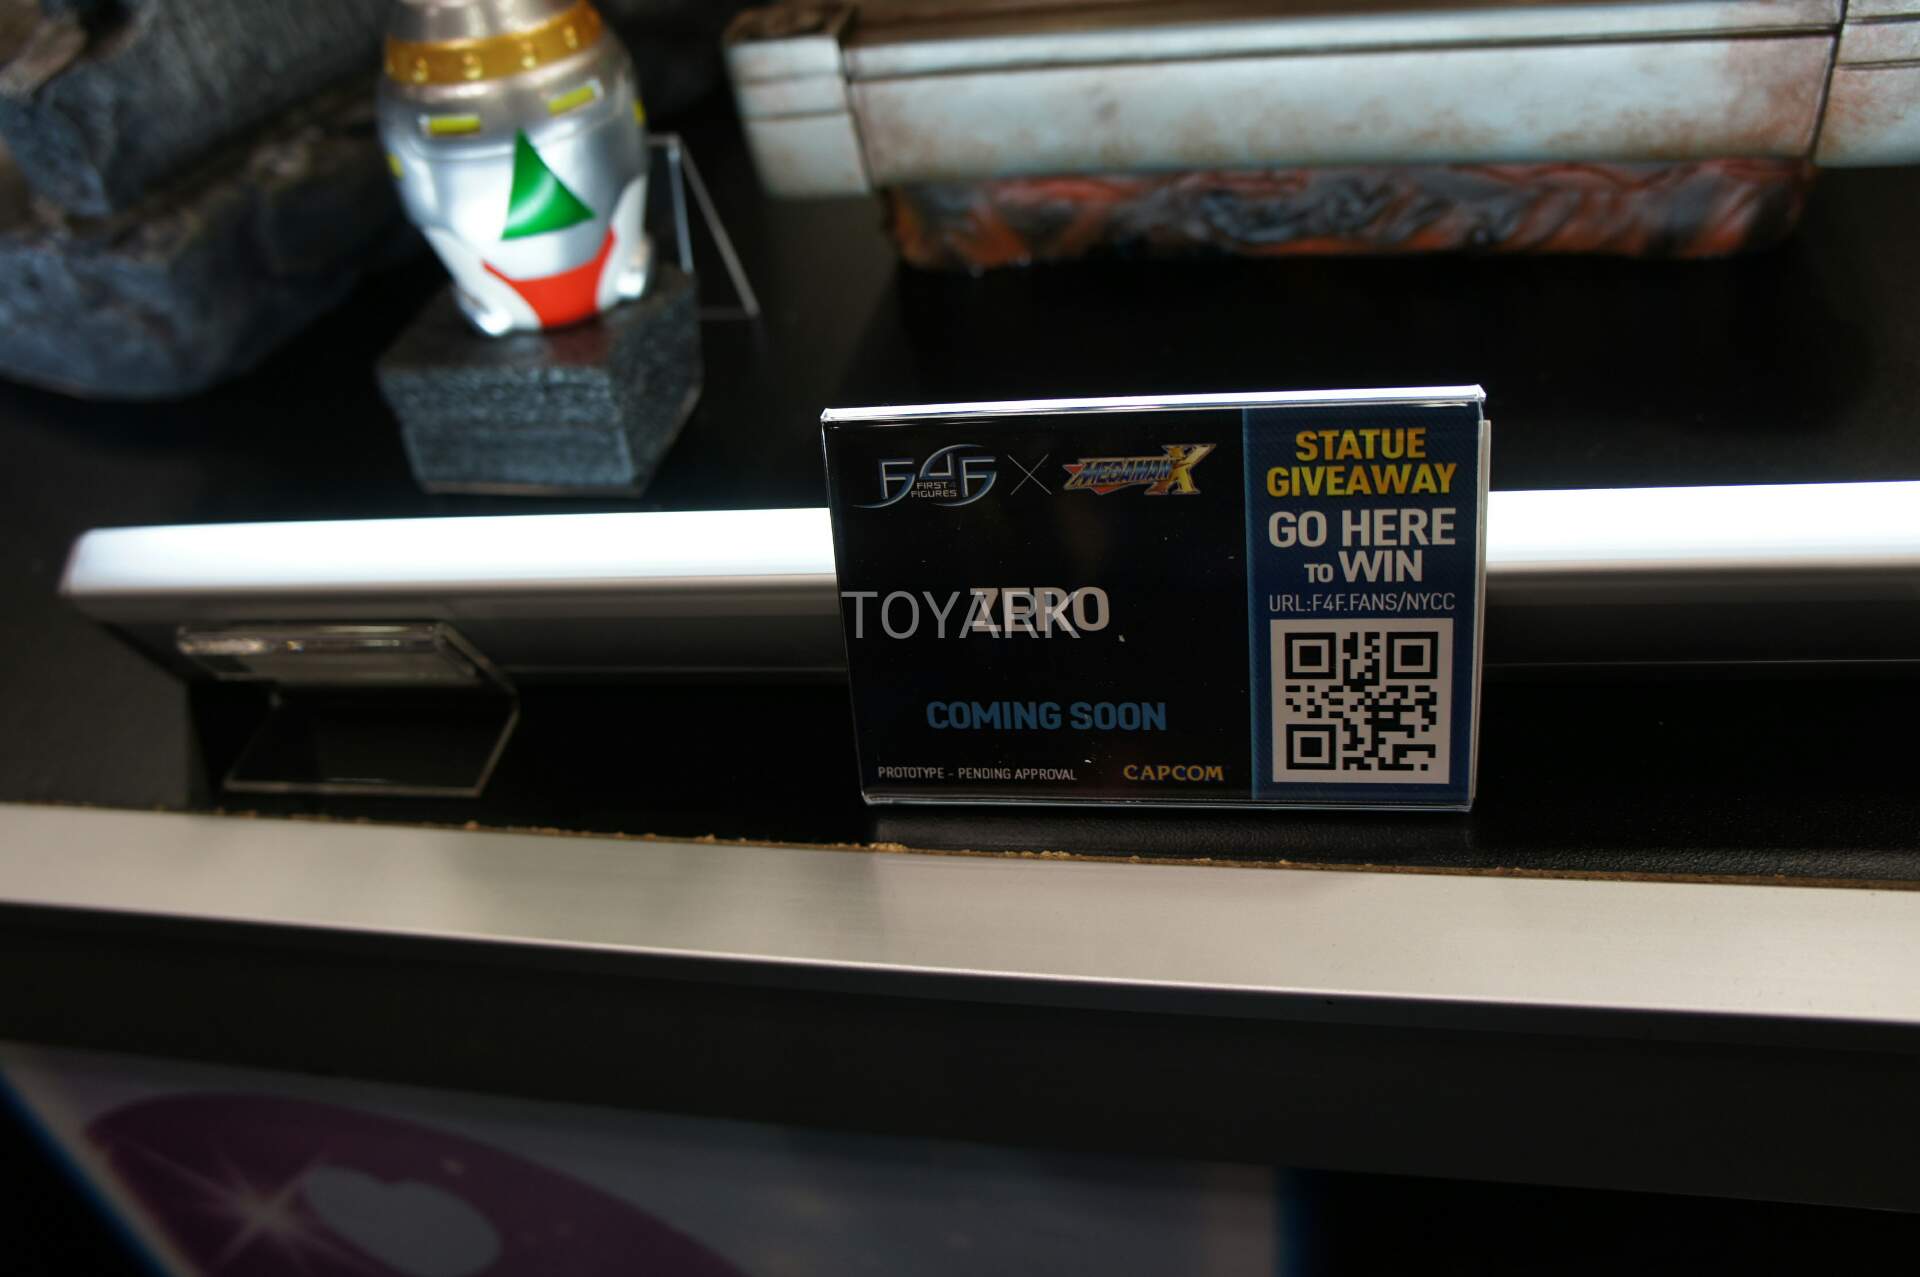 F4F
FIRST 4
FIGURES
MEGAMAN X
ZERO
TOYARK
COMING SOON
PROTOTYPE - PENDING APPROVAL
CAPCOM
STATUE
GIVEAWAY
GO HERE
TO WIN
URL:F4F.FANS/NYCC